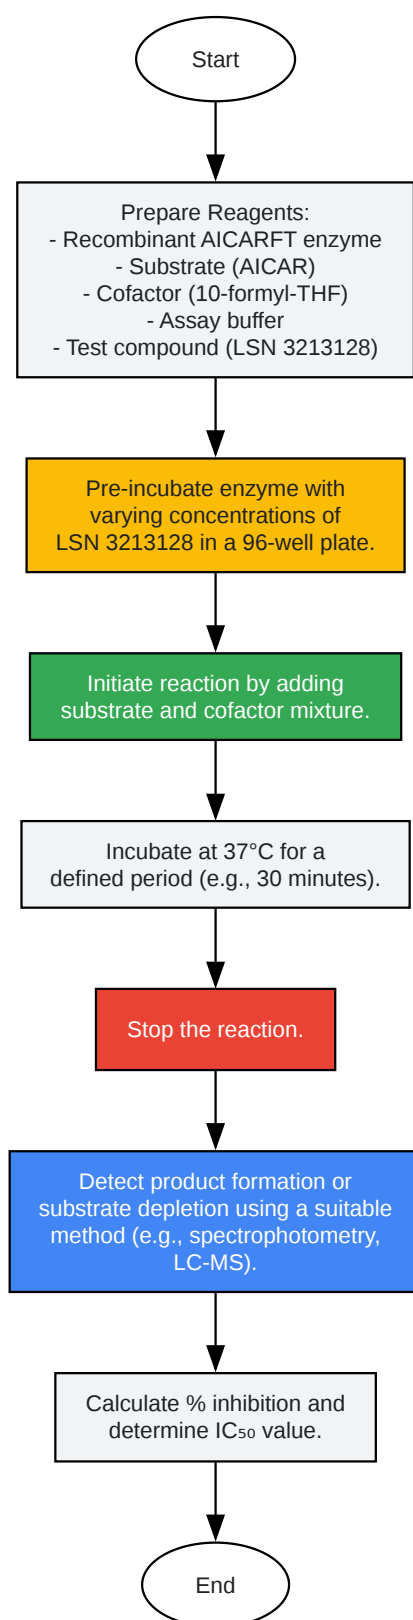 Start
Prepare Reagents:
- Recombinant AICARFT enzyme
- Substrate (AICAR)
- Cofactor (10-formyl-THF)
- Assay buffer
- Test compound (LSN 3213128)
Pre-incubate enzyme with
varying concentrations of
LSN 3213128 in a 96-well plate.
Initiate reaction by adding
substrate and cofactor mixture.
Incubate at 37°C for a
defined period (e.g., 30 minutes).
Stop the reaction.
Detect product formation or
substrate depletion using a suitable
method (e.g., spectrophotometry,
LC-MS).
Calculate % inhibition and
determine IC₅₀ value.
End